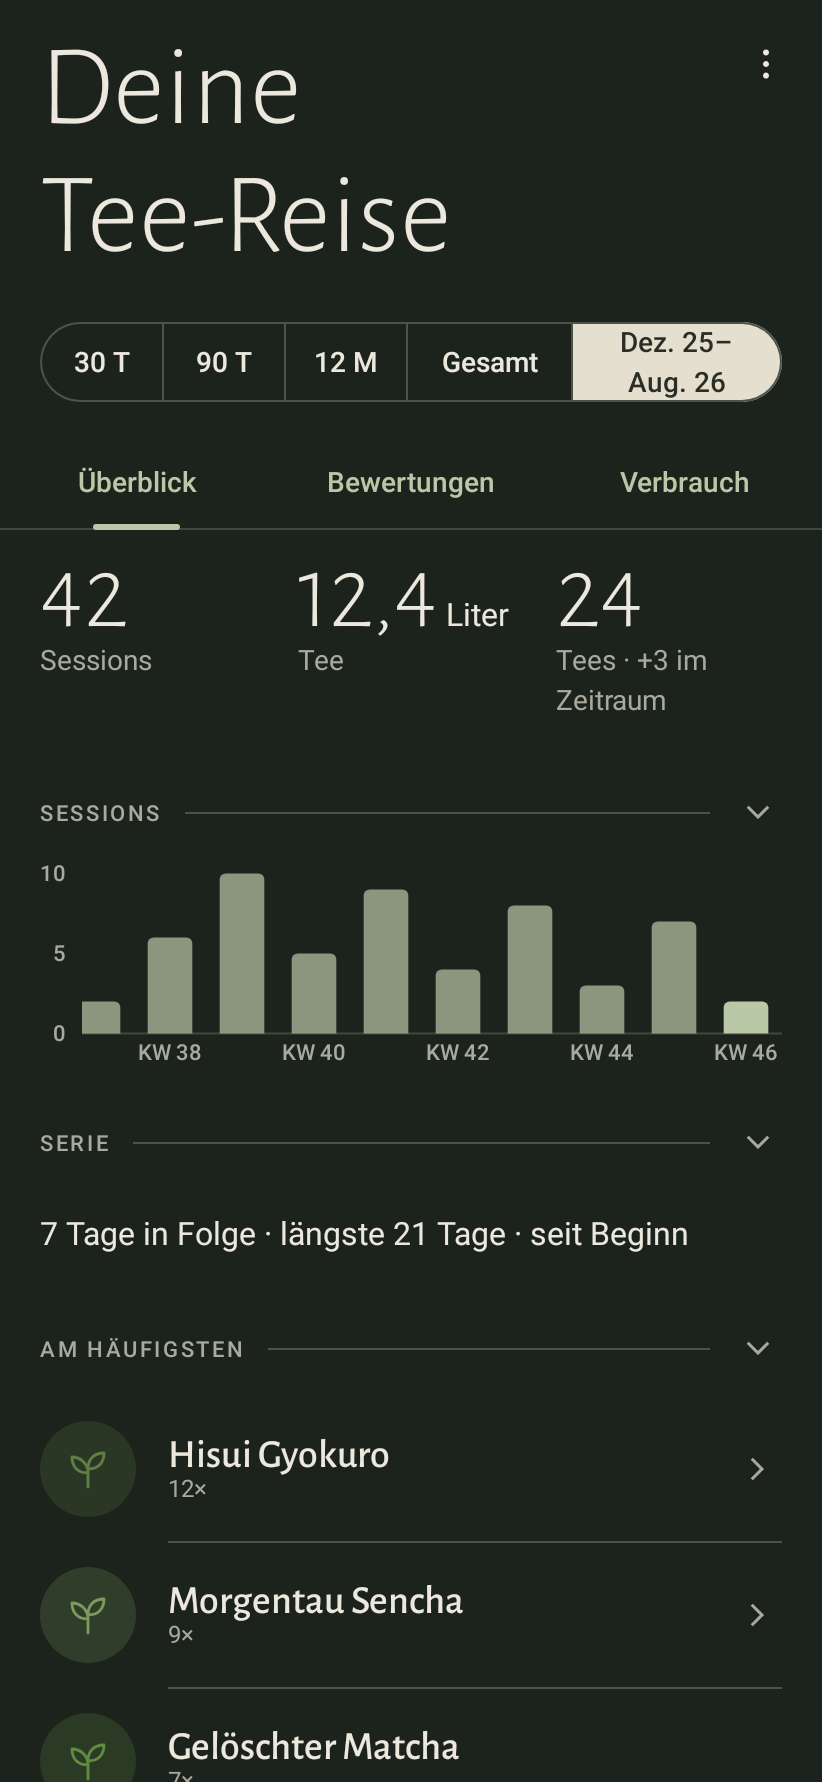 Deine
Tee-Reise
30 T
90 T
12 M
Gesamt
Dez. 25–
Aug. 26
Überblick
Bewertungen
Verbrauch
42
Sessions
12,4 Liter
Tee
24
Tees · +3 im
Zeitraum
SESSIONS
10
5
0
KW 38
KW 40
KW 42
KW 44
KW 46
SERIE
7 Tage in Folge · längste 21 Tage · seit Beginn
AM HÄUFIGSTEN
Hisui Gyokuro
12×
Morgentau Sencha
9×
Gelöschter Matcha
7×